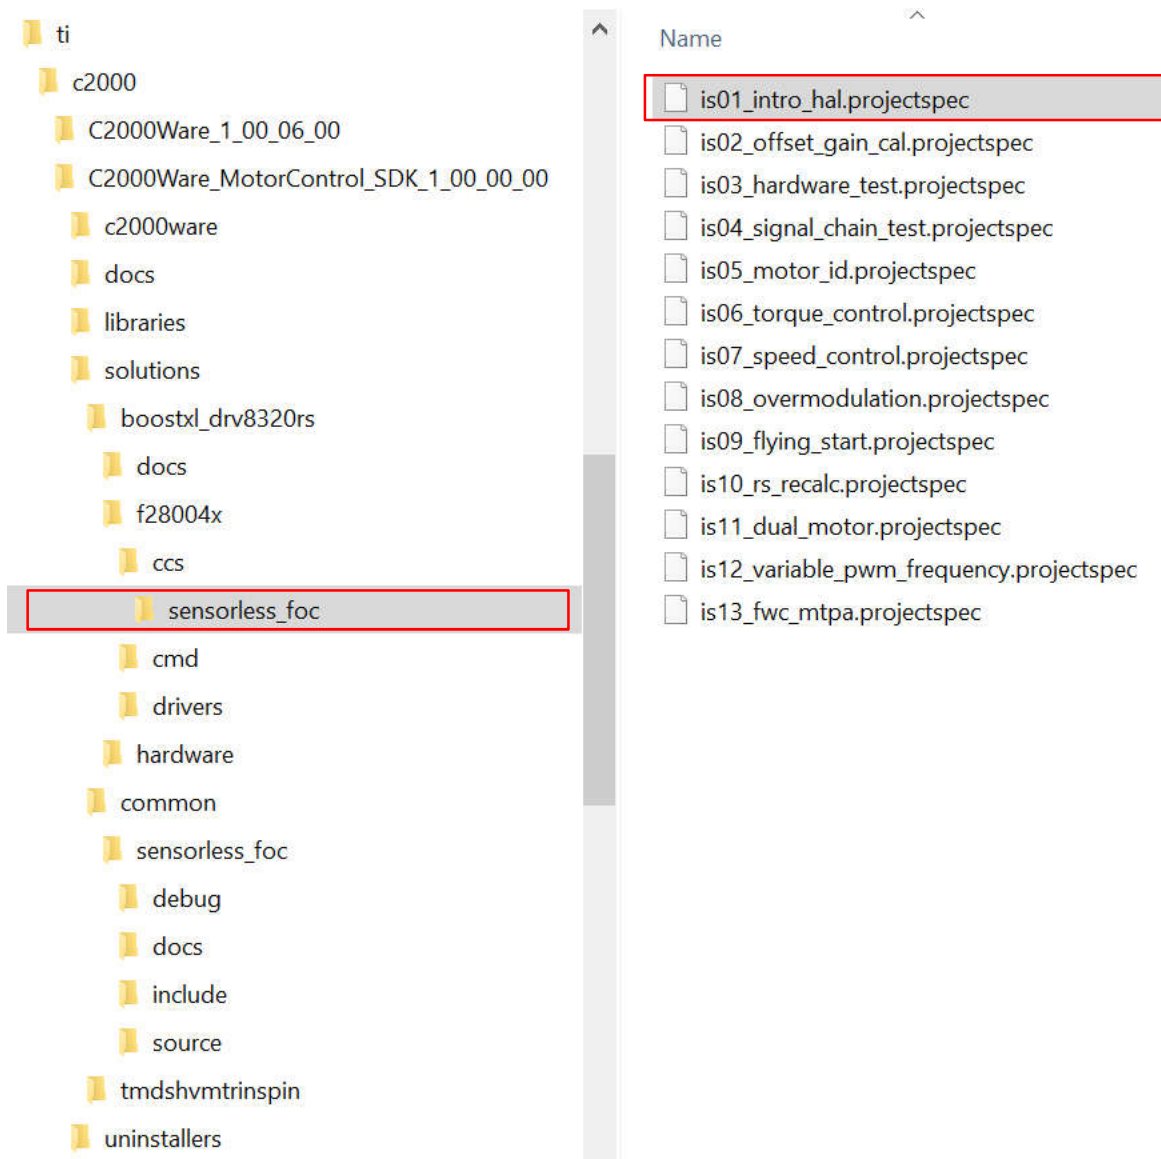 ti
c2000
C2000Ware_1_00_06_00
C2000Ware_MotorControl_SDK_1_00_00_00
c2000ware
docs
libraries
solutions
boostxl_drv8320rs
docs
f28004x
ccs
sensorless_foc
cmd
drivers
hardware
common
sensorless_foc
debug
docs
include
source
tmdshvmtrinspin
uninstallers
Name
is01_intro_hal.projectspec
is02_offset_gain_cal.projectspec
is03_hardware_test.projectspec
is04_signal_chain_test.projectspec
is05_motor_id.projectspec
is06_torque_control.projectspec
is07_speed_control.projectspec
is08_overmodulation.projectspec
is09_flying_start.projectspec
is10_rs_recalc.projectspec
is11_dual_motor.projectspec
is12_variable_pwm_frequency.projectspec
is13_fwc_mtpa.projectspec